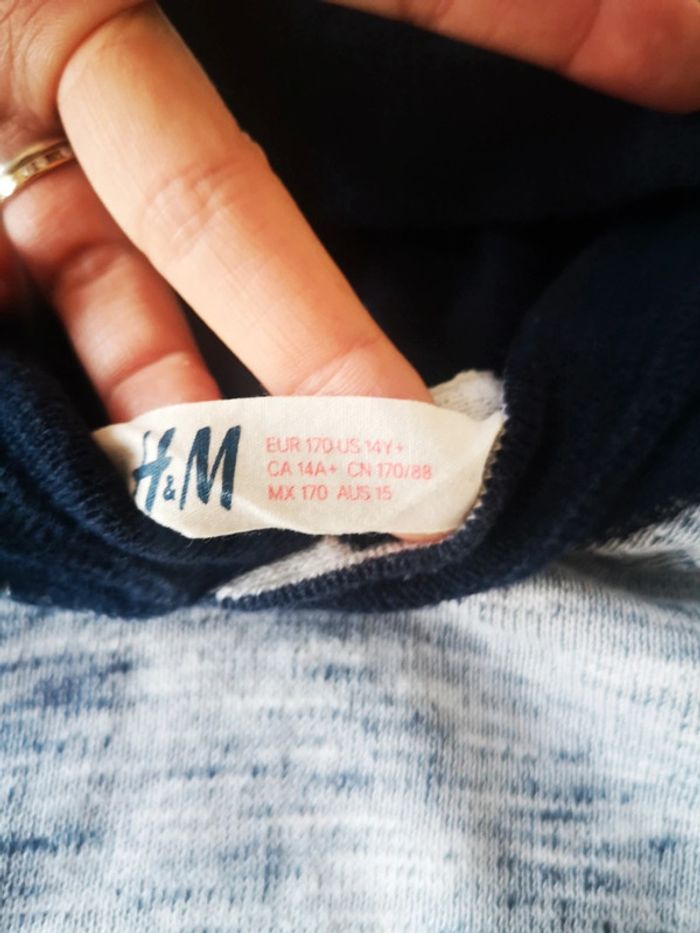 H&M
EUR 170 US 14Y+
CA 14A+ CN 170/88
MX 170 AUS 15